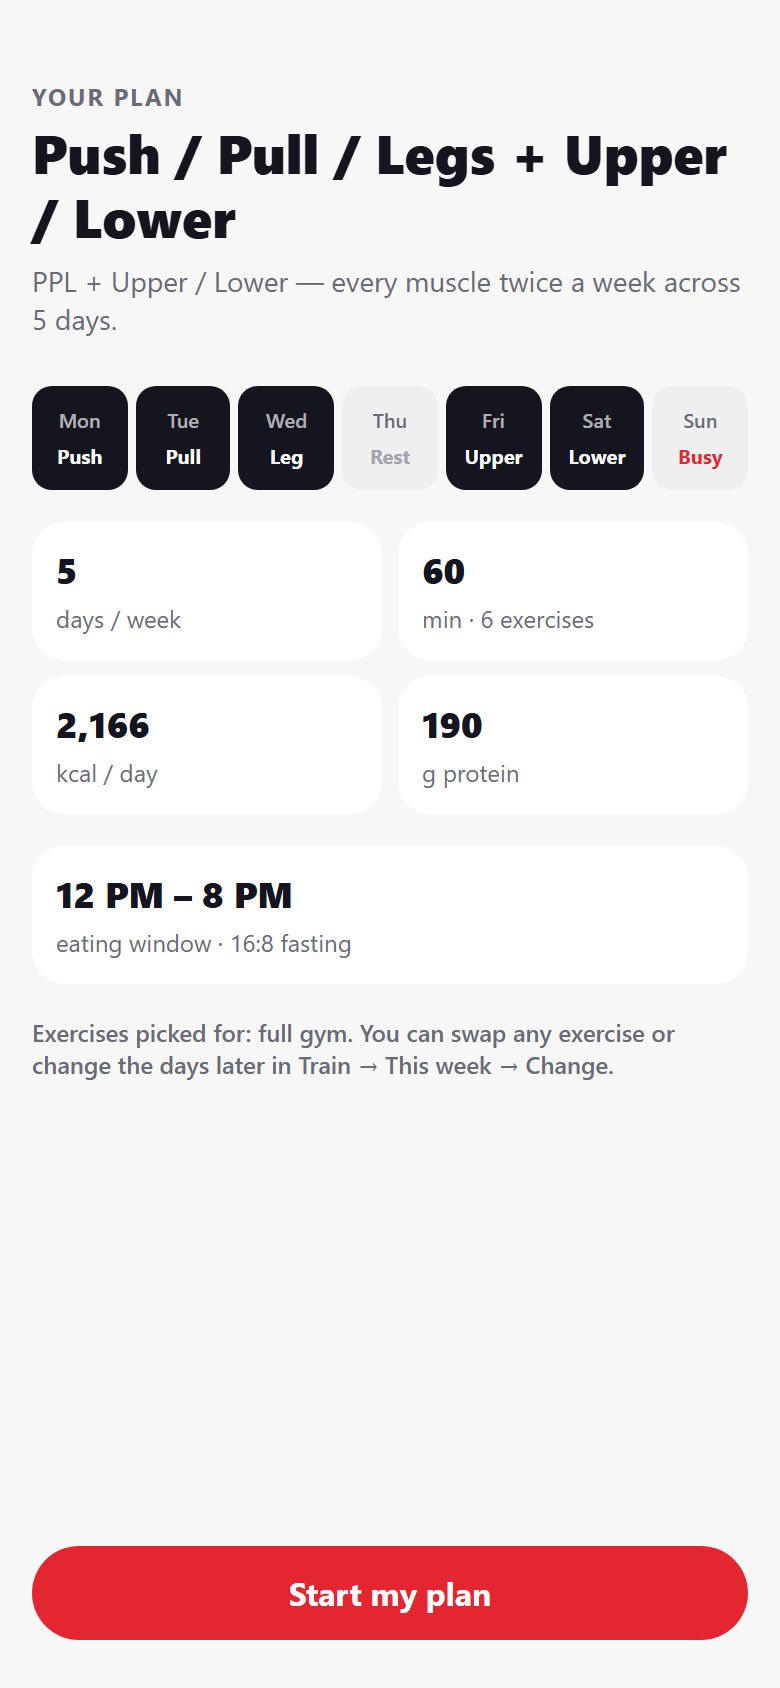 YOUR PLAN
Push / Pull / Legs + Upper
/ Lower
PPL + Upper / Lower — every muscle twice a week across
5 days.
Mon Tue Wed Thu Fri Sat Sun
Push Pull Leg Rest Upper Lower Busy
5 60
days / week min · 6 exercises
2,166 190
kcal / day g protein
12 PM – 8 PM
eating window · 16:8 fasting
Exercises picked for: full gym. You can swap any exercise or
change the days later in Train → This week → Change.
Start my plan